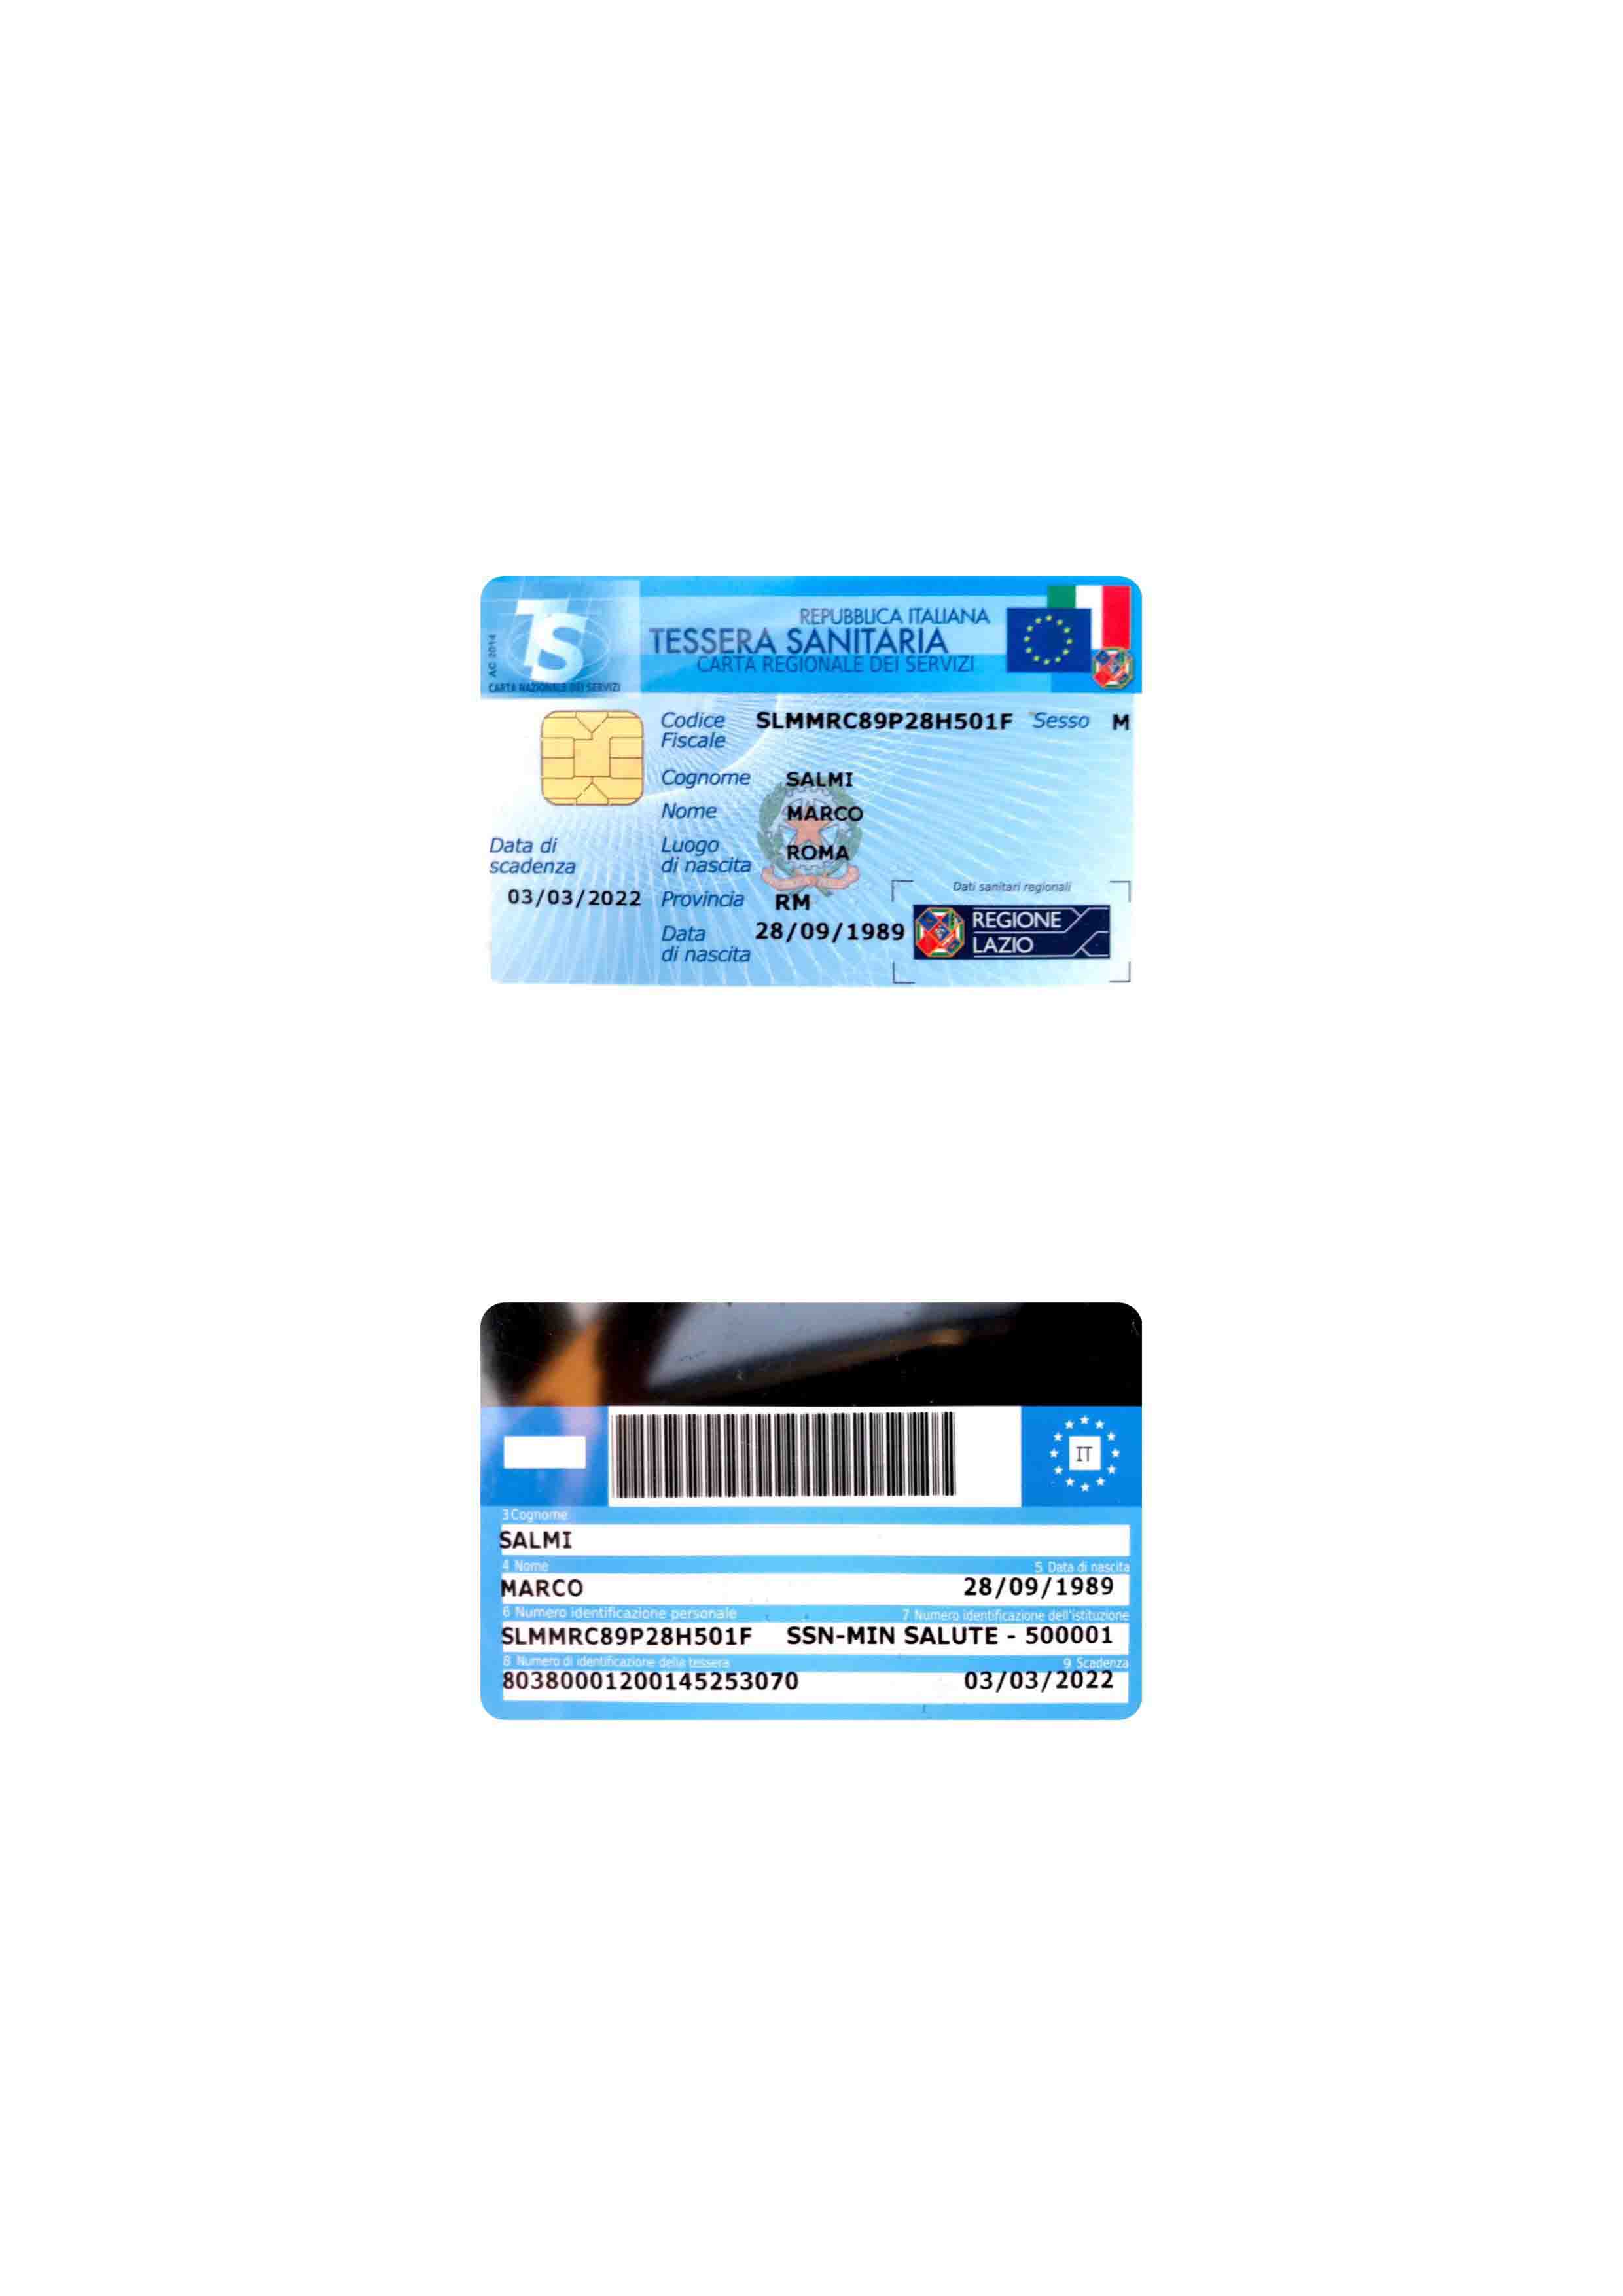 TS
AC 2014
CARTA NAZIONALE DEI SERVIZI
REPUBBLICA ITALIANA
TESSERA SANITARIA
CARTA REGIONALE DEI SERVIZI
Codice Fiscale SLMMRC89P28H501F Sesso M
Cognome SALMI
Nome MARCO
Luogo di nascita ROMA
Provincia RM
Data di nascita 28/09/1989
Data di scadenza
03/03/2022
Dati sanitari regionali
REGIONE
LAZIO
IT
3 Cognome
SALMI
4 Nome 5 Data di nascita
MARCO 28/09/1989
6 Numero identificazione personale 7 Numero identificazione dell'istituzione
SLMMRC89P28H501F SSN-MIN SALUTE - 500001
8 Numero di identificazione della tessera 9 Scadenza
80380001200145253070 03/03/2022